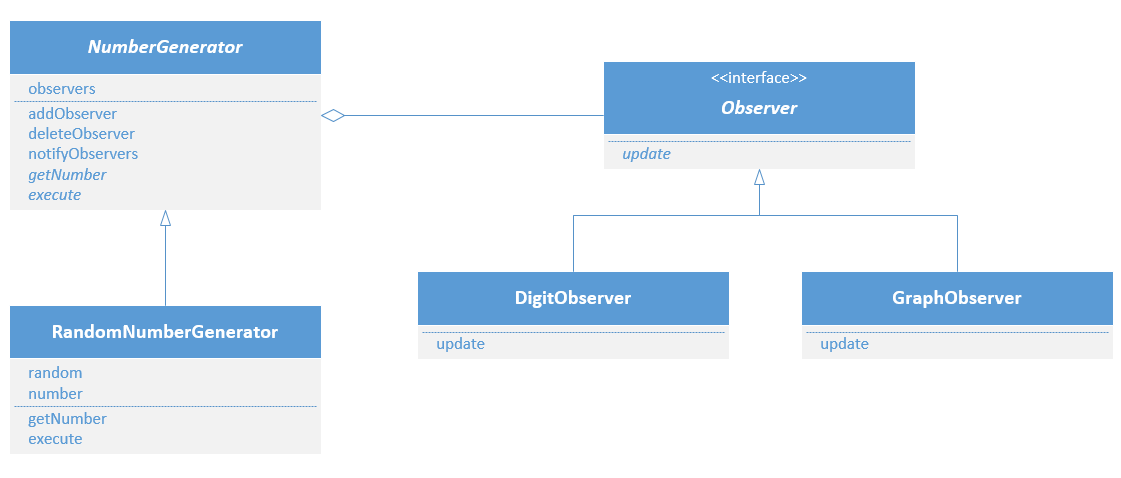 NumberGenerator
observers
addObserver
deleteObserver
notifyObservers
getNumber
execute
<<interface>>
Observer
update
RandomNumberGenerator
random
number
getNumber
execute
DigitObserver
update
GraphObserver
update